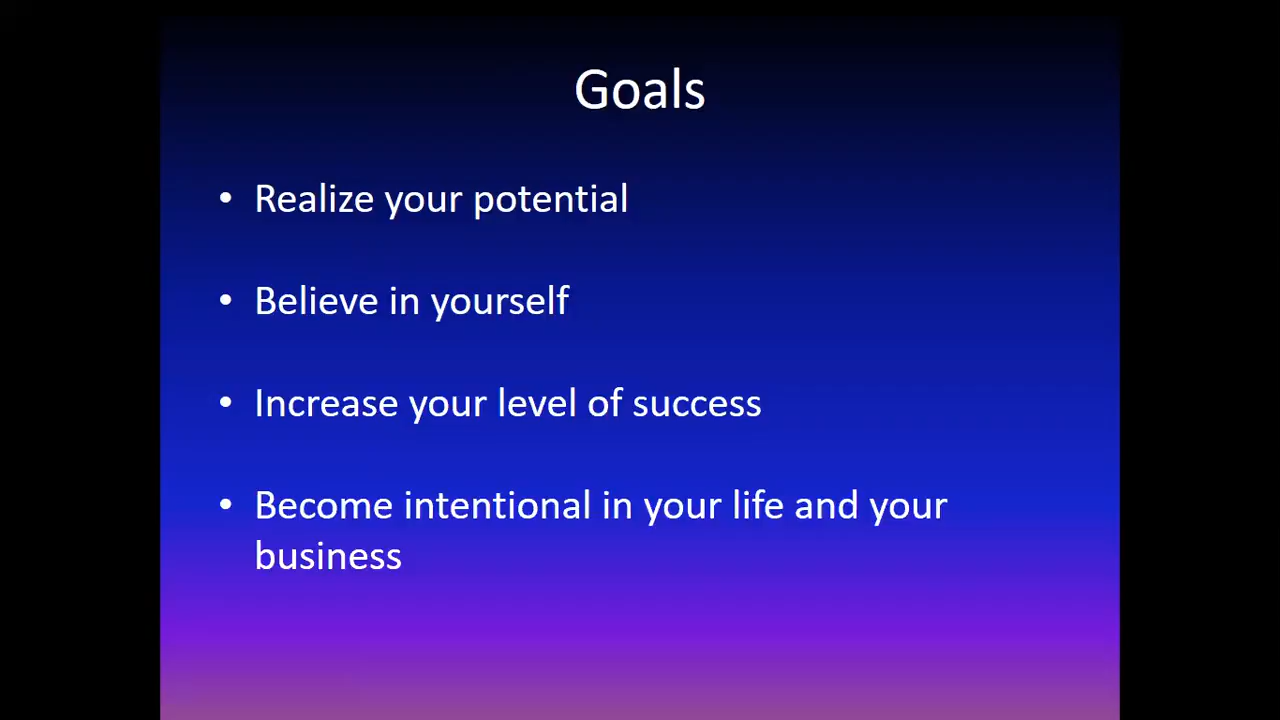 Goals
• Realize your potential
• Believe in yourself
• Increase your level of success
• Become intentional in your life and your
business